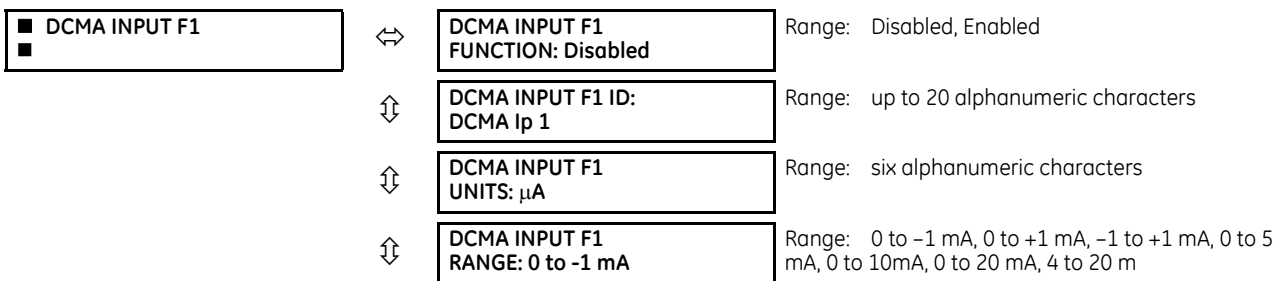 ■ DCMA INPUT F1
■
DCMA INPUT F1
FUNCTION: Disabled
Range: Disabled, Enabled
DCMA INPUT F1 ID:
DCMA Ip 1
Range: up to 20 alphanumeric characters
DCMA INPUT F1
UNITS: μA
Range: six alphanumeric characters
DCMA INPUT F1
RANGE: 0 to -1 mA
Range: 0 to –1 mA, 0 to +1 mA, –1 to +1 mA, 0 to 5
mA, 0 to 10mA, 0 to 20 mA, 4 to 20 m